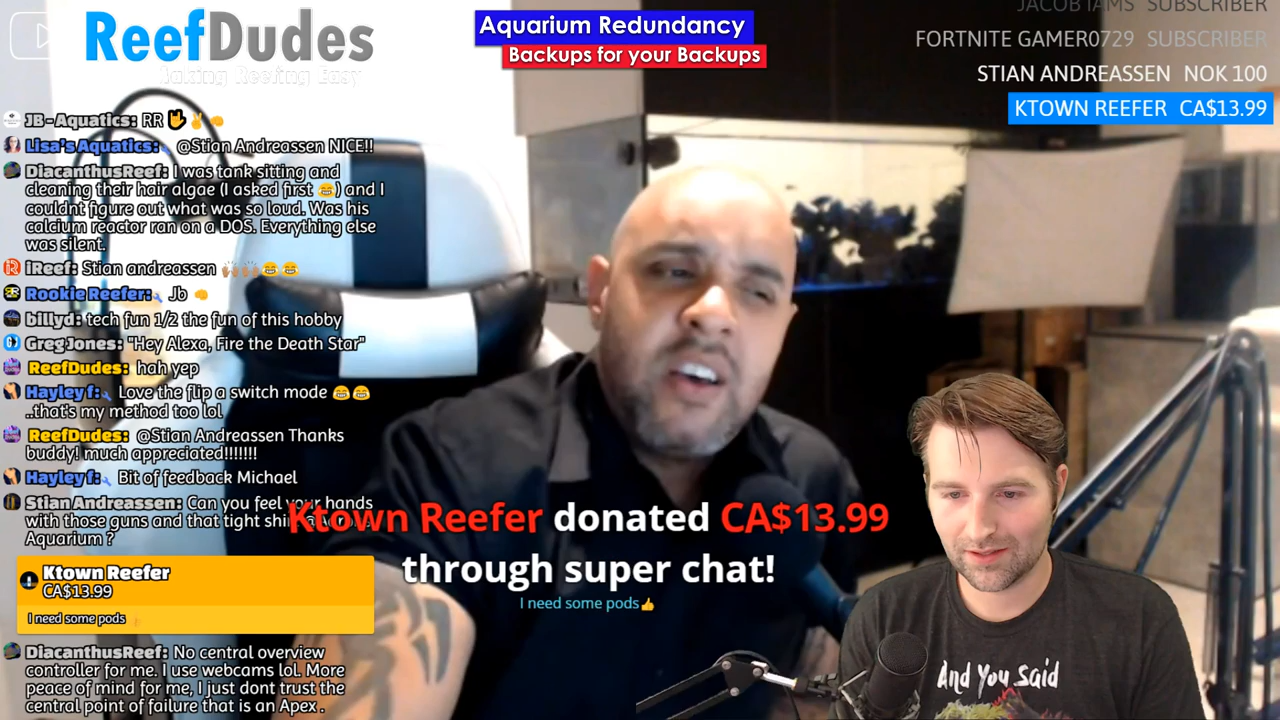 ReefDudes
Making Reefing Easy
Aquarium Redundancy
Backups for your Backups
JACOB IAMS SUBSCRIBER
FORTNITE GAMER0729 SUBSCRIBER
STIAN ANDREASSEN NOK 100
KTOWN REEFER CA$13.99
JB-Aquatics: RR 🤘✌️👊
Lisa's Aquatics: @Stian Andreassen NICE!!
DiacanthusReef: I was tank sitting and
cleaning their hair algae (I asked first 😂) and I
couldnt figure out what was so loud. Was his
calcium reactor ran on a DOS. Everything else
was silent.
iReef: Stian andreassen 🙌🏽🙌🏽😂😂
Rookie Reefer: Jb 👊
billyd: tech fun 1/2 the fun of this hobby
Greg Jones: "Hey Alexa, Fire the Death Star"
ReefDudes: hah yep
Hayley f: Love the flip a switch mode 😂😂
..that's my method too lol
ReefDudes: @Stian Andreassen Thanks
buddy! much appreciated!!!!!!!
Hayley f: Bit of feedback Michael
Stian Andreassen: Can you feel your hands
with those guns and that tight
Aquarium ?
Ktown Reefer donated CA$13.99
through super chat!
I need some pods👍
Ktown Reefer
CA$13.99
I need some pods
DiacanthusReef: No central overview
controller for me. I use webcams lol. More
peace of mind for me, I just dont trust the
central point of failure that is an Apex .
And You Said